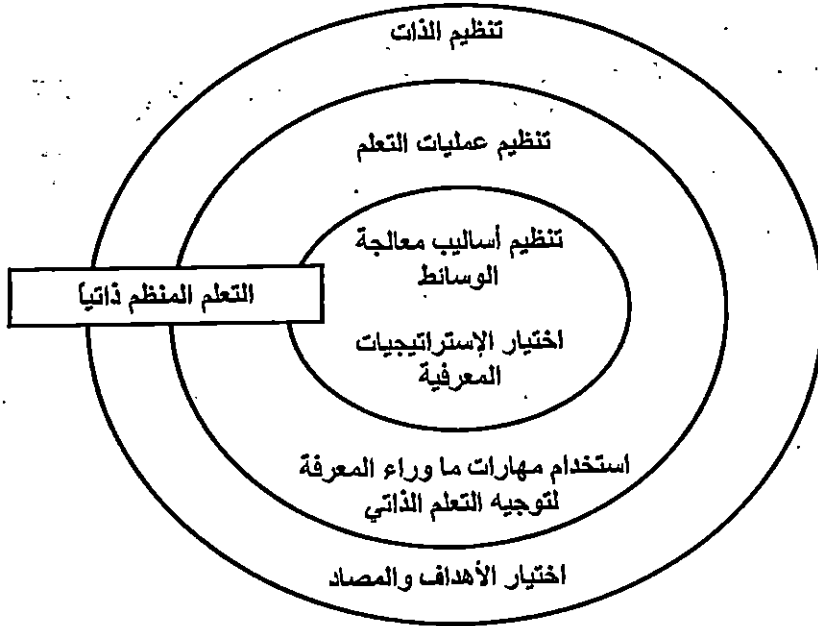 تنظيم الذات
تنظيم عمليات التعلم
تنظيم أساليب معالجة
الوسائط
التعلم المنظم ذاتياً
اختيار الإستراتيجيات
المعرفية
استخدام مهارات ما وراء المعرفة
لتوجيه التعلم الذاتي
اختيار الأهداف والمصاد